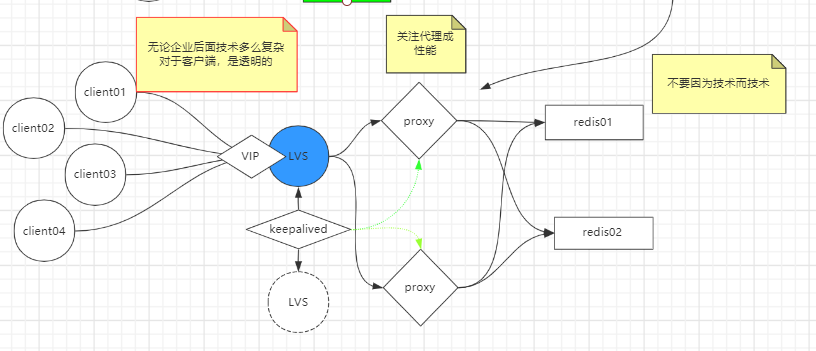 无论企业后面技术多么复杂
对于客户端，是透明的
关注代理成
性能
不要因为技术而技术
client01
client02
client03
client04
VIP
LVS
proxy
redis01
redis02
keepalived
proxy
LVS